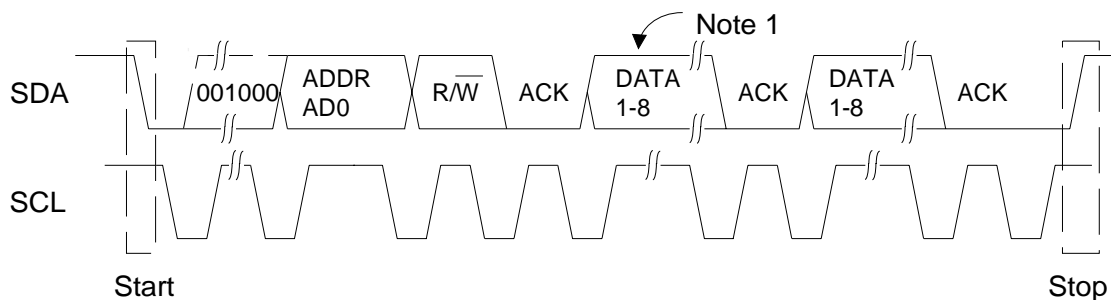 Note 1
SDA
001000
ADDR
AD0
R/W
ACK
DATA
1-8
ACK
DATA
1-8
ACK
SCL
Start
Stop